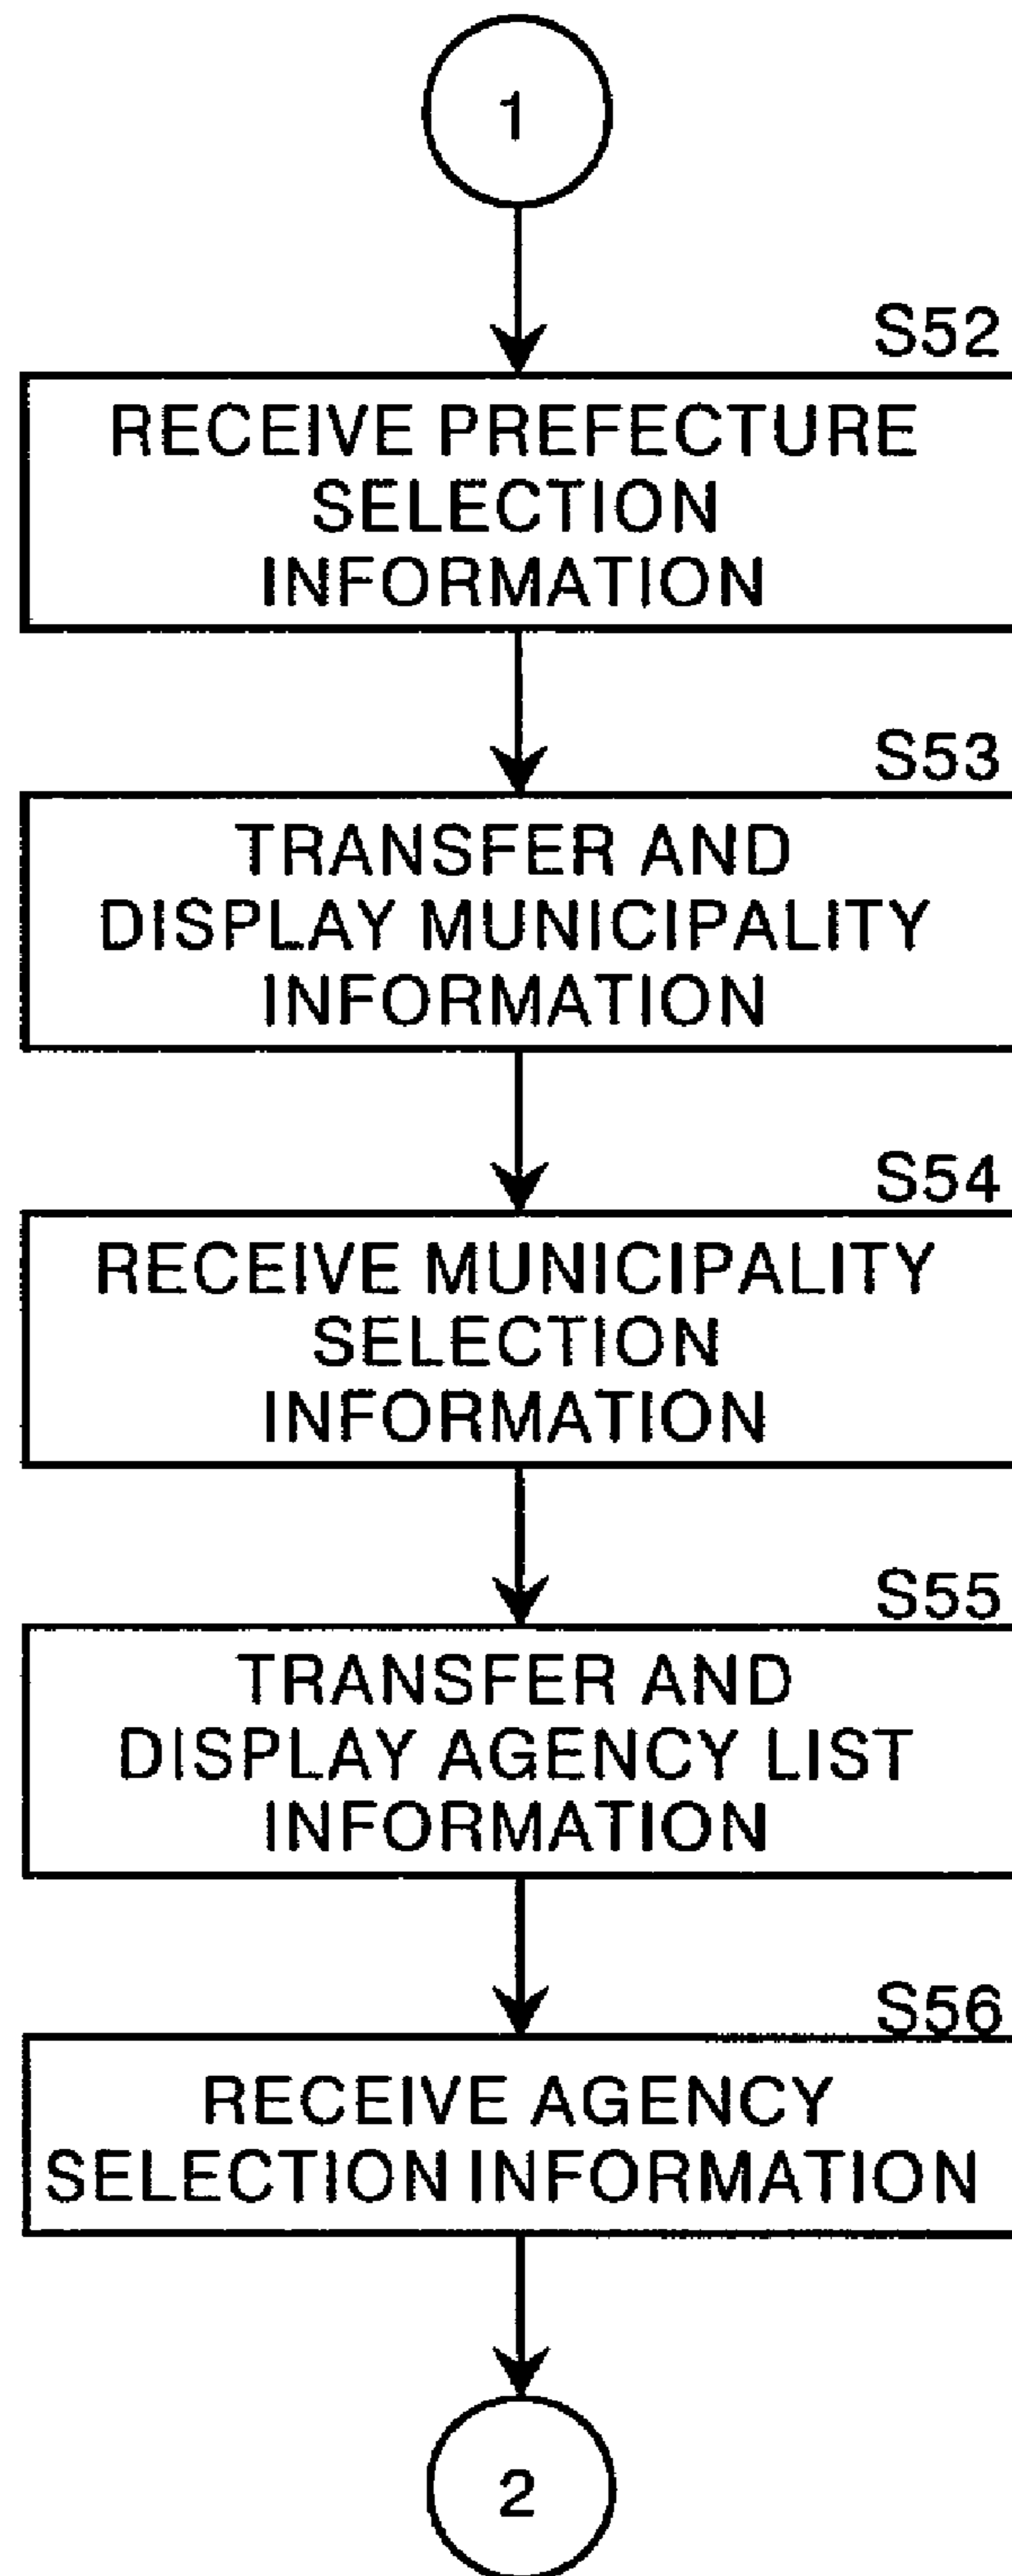 1
S52
RECEIVE PREFECTURE
SELECTION
INFORMATION
S53
TRANSFER AND
DISPLAY MUNICIPALITY
INFORMATION
S54
RECEIVE MUNICIPALITY
SELECTION
INFORMATION
S55
TRANSFER AND
DISPLAY AGENCY LIST
INFORMATION
S56
RECEIVE AGENCY
SELECTION INFORMATION
2